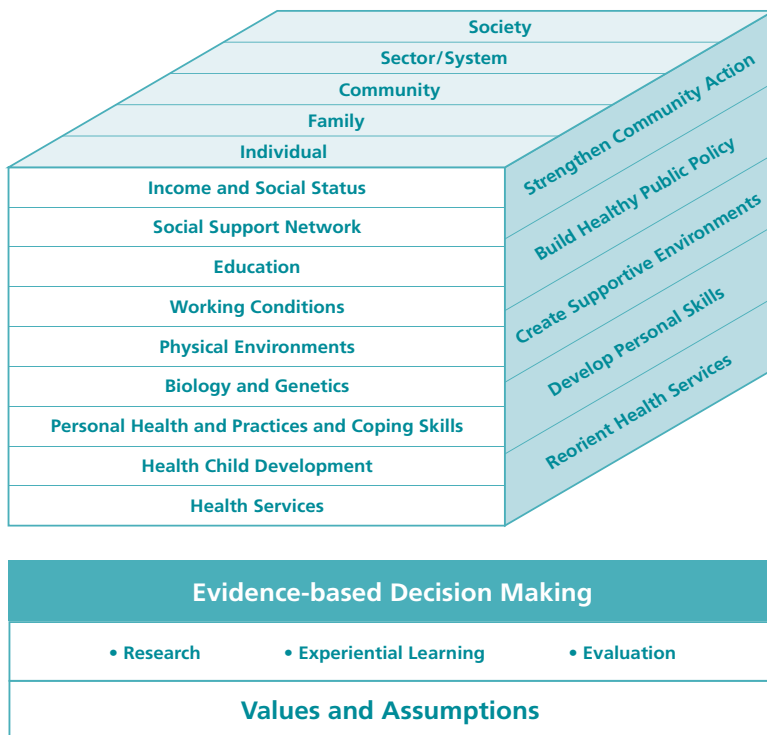 Society
Sector/System
Community
Family
Individual
Income and Social Status
Social Support Network
Education
Working Conditions
Physical Environments
Biology and Genetics
Personal Health and Practices and Coping Skills
Health Child Development
Health Services
Strengthen Community Action
Build Healthy Public Policy
Create Supportive Environments
Develop Personal Skills
Reorient Health Services
Evidence-based Decision Making
• Research • Experiential Learning • Evaluation
Values and Assumptions